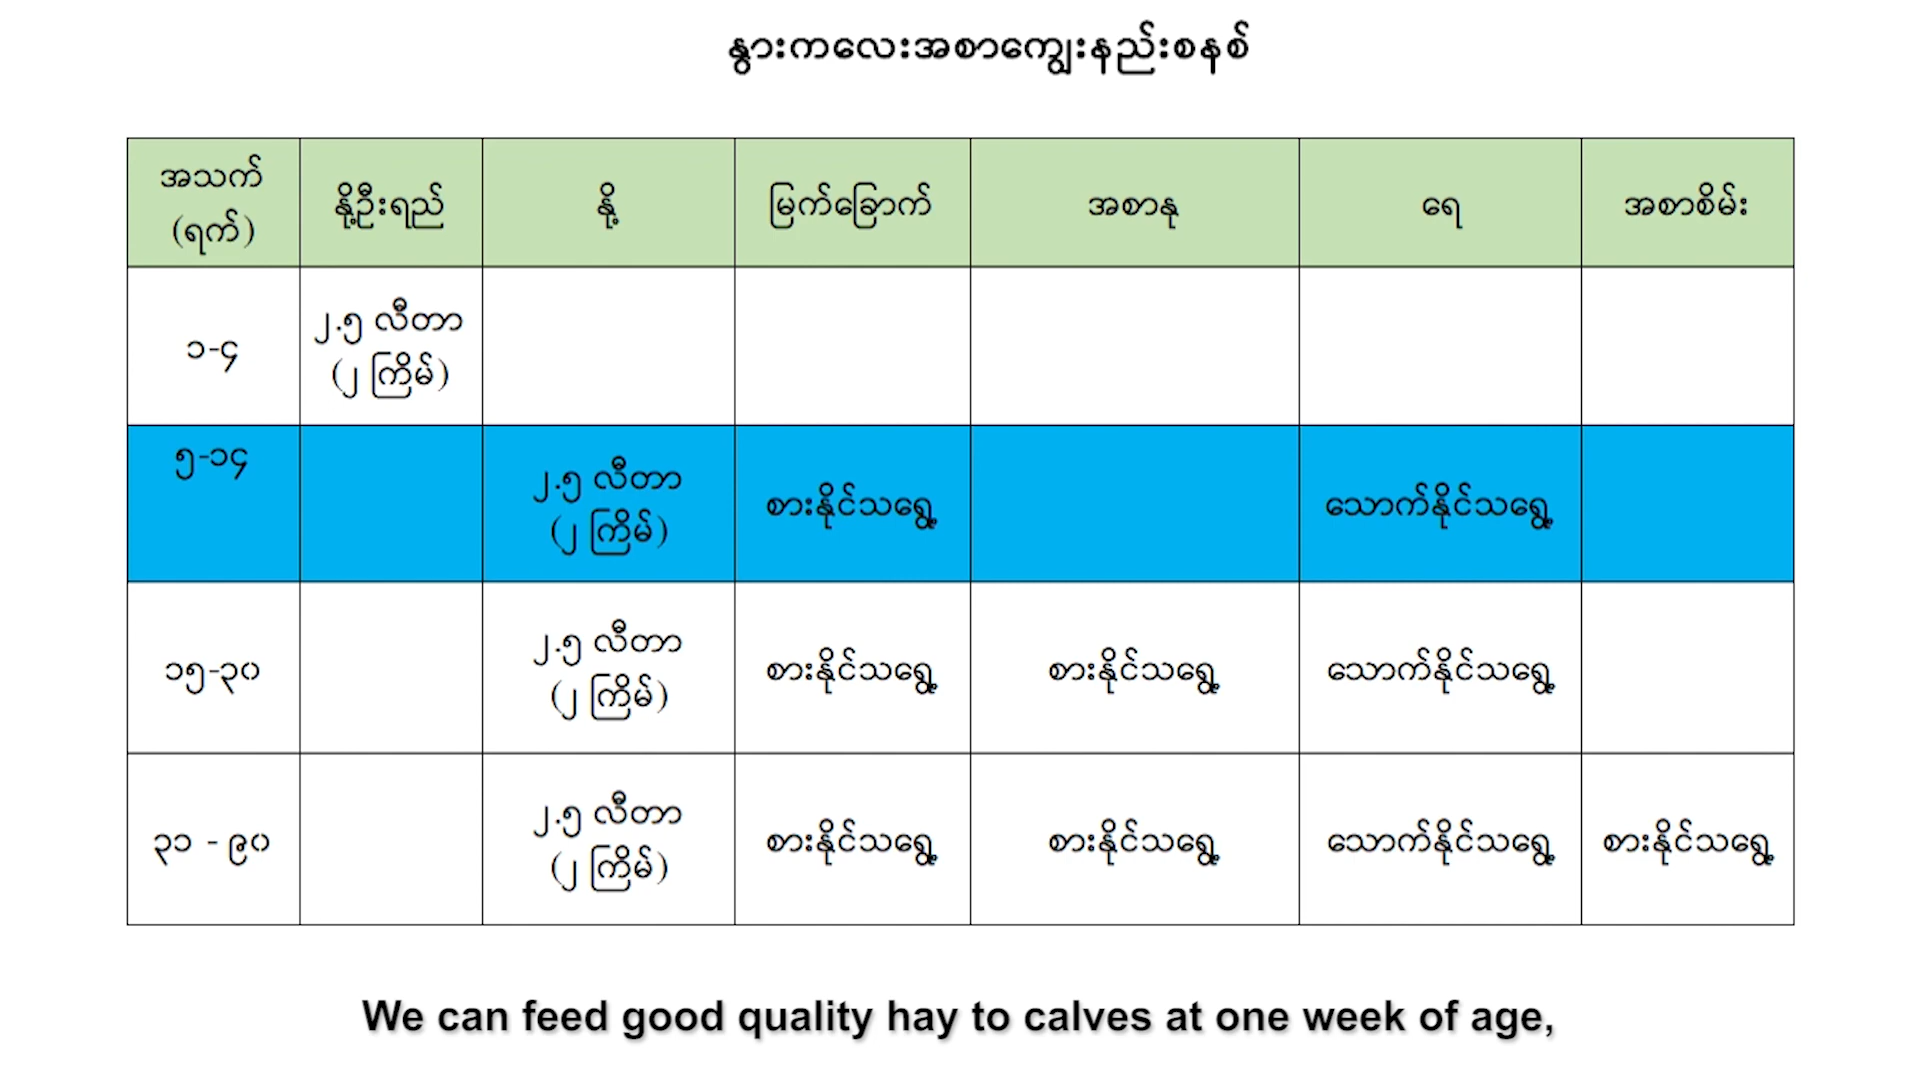 နွားကလေးအစာကျွေးနည်းစနစ်
အသက် (ရက်) နို့ဦးရည် နို့ မြက်ခြောက် အစာနု ရေ အစာစိမ်း
၁-၄ ၂.၅ လီတာ (၂ ကြိမ်)
၅-၁၄ ၂.၅ လီတာ (၂ ကြိမ်) စားနိုင်သရွေ့ သောက်နိုင်သရွေ့
၁၅-၃၀ ၂.၅ လီတာ (၂ ကြိမ်) စားနိုင်သရွေ့ စားနိုင်သရွေ့ သောက်နိုင်သရွေ့
၃၁ - ၉၀ ၂.၅ လီတာ (၂ ကြိမ်) စားနိုင်သရွေ့ စားနိုင်သရွေ့ သောက်နိုင်သရွေ့ စားနိုင်သရွေ့
We can feed good quality hay to calves at one week of age,